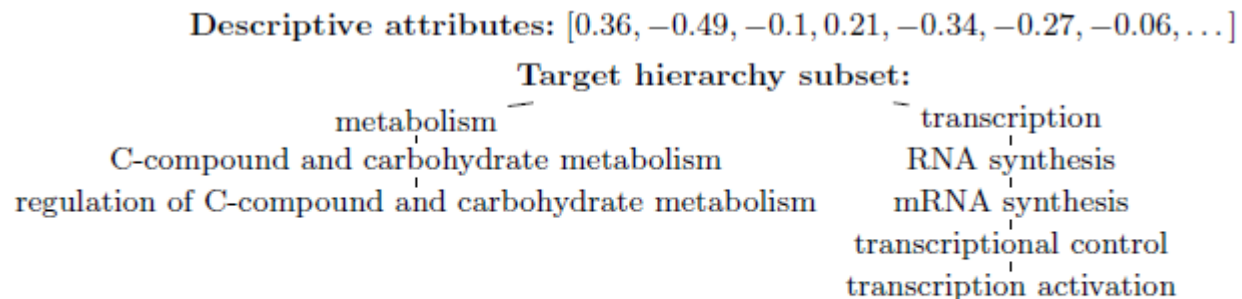 Descriptive attributes: [0.36, −0.49, −0.1, 0.21, −0.34, −0.27, −0.06, . . . ]
Target hierarchy subset:
metabolism transcription
C-compound and carbohydrate metabolism RNA synthesis
regulation of C-compound and carbohydrate metabolism mRNA synthesis
transcriptional control
transcription activation